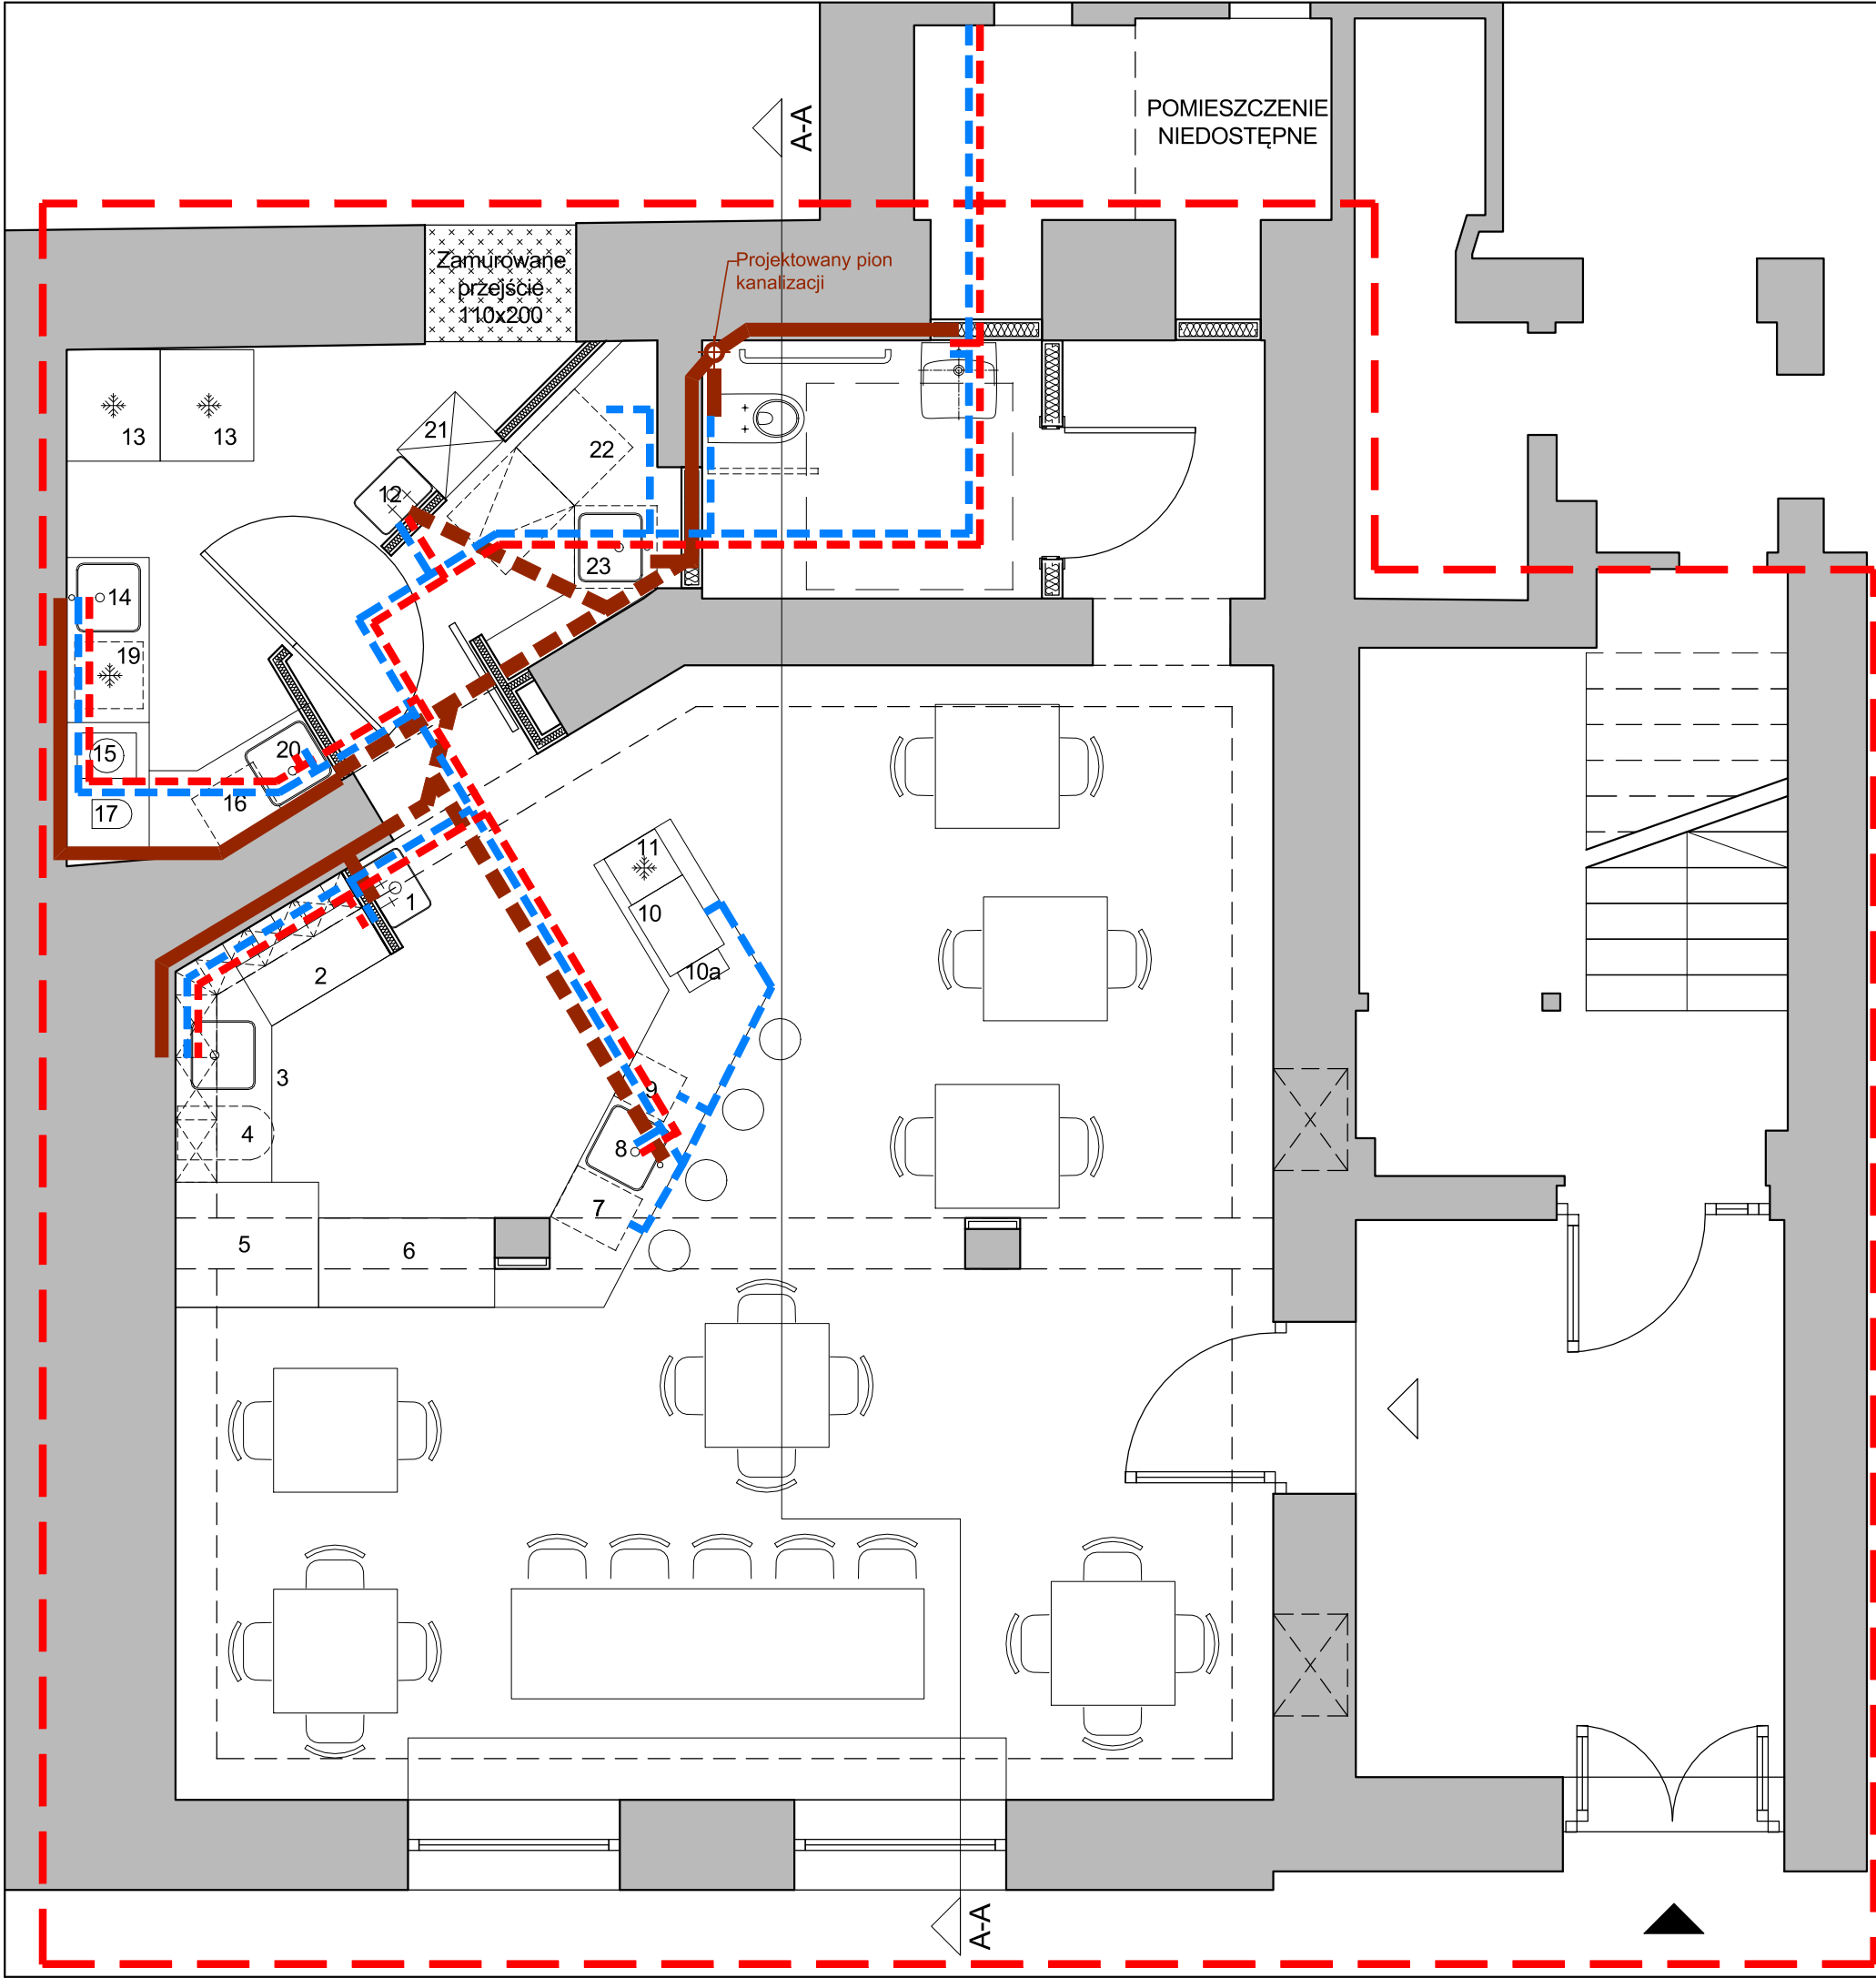 POMIESZCZENIE
NIEDOSTĘPNE
A-A
Projektowany pion
kanalizacji
Zamurowane
przejście
110x200
13
13
21
22
12
23
14
19
15
20
16
17
11
10
10a
1
2
3
4
9
8
7
5
6
A-A